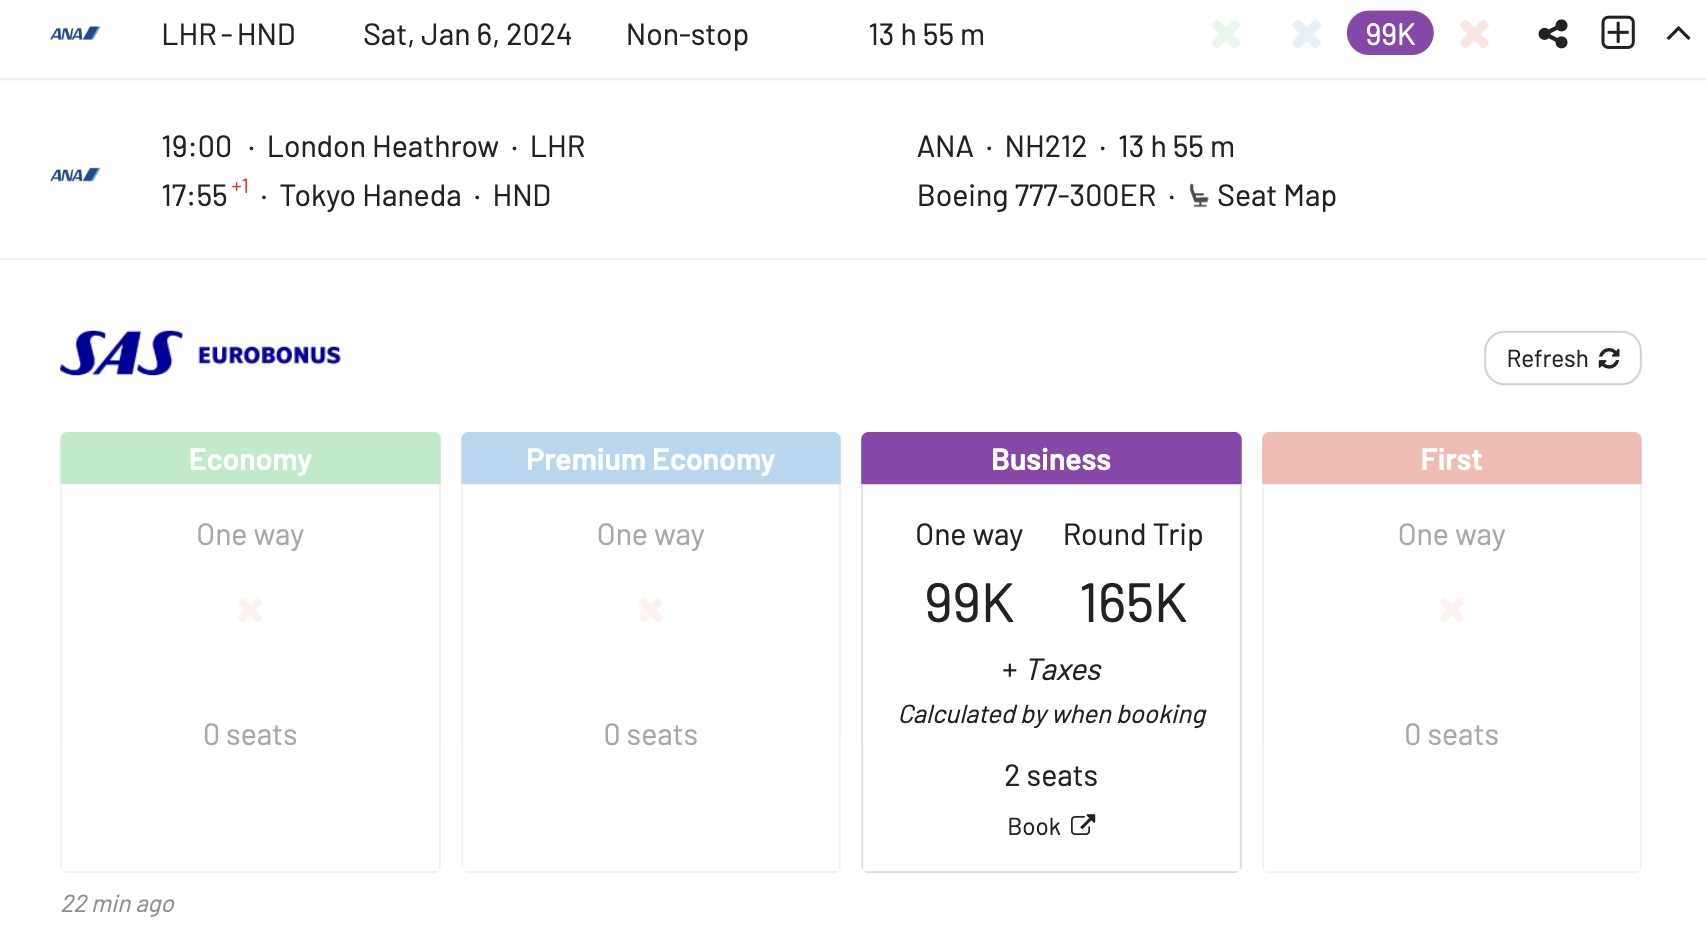 ANA LHR - HND Sat, Jan 6, 2024 Non-stop 13 h 55 m 99K
19:00 · London Heathrow · LHR ANA · NH212 · 13 h 55 m
ANA
17:55 +1 · Tokyo Haneda · HND Boeing 777-300ER · Seat Map
SAS EUROBONUS Refresh
Economy Premium Economy Business First
One way One way One way Round Trip One way
99K 165K
+ Taxes
Calculated by when booking
0 seats 0 seats 2 seats 0 seats
Book
22 min ago